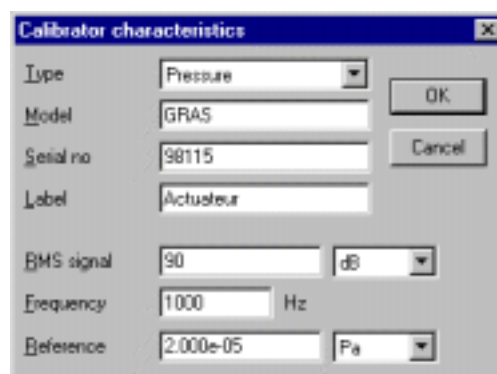 Calibrator characteristics
Type Pressure
OK
Model GRAS
Serial no 98115
Cancel
Label Actuateur
RMS signal 90 dB
Frequency 1000 Hz
Reference 2.000e-05 Pa